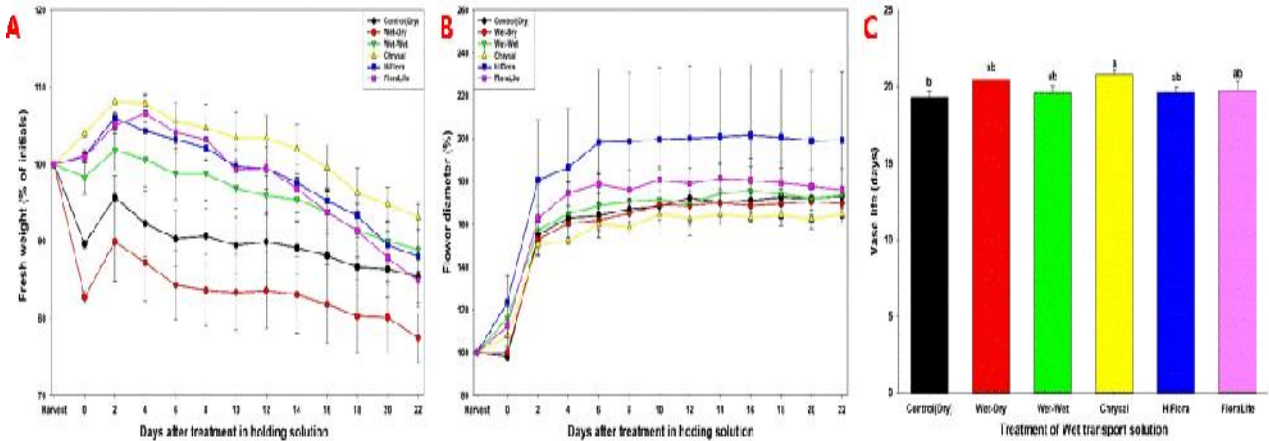 A
120
110
100
90
80
70
Fresh weight (% of initials)
Control(Dry)
Wet-Dry
Wet-Wet
Chrysal
HiFlora
FloraLife
Harvest 0 2 4 6 8 10 12 14 16 18 20 22
Days after treatment in holding solution
B
260
240
220
200
180
160
140
120
100
80
Flower diameter (%)
Control(Dry)
Wet-Dry
Wet-Wet
Chrysal
HiFlora
FloraLife
Harvest 0 2 4 6 8 10 12 14 16 18 20 22
Days after treatment in holding solution
C
25
20
15
10
5
0
Vase life (days)
b ab ab a ab ab
Control(Dry) Wet-Dry Wet-Wet Chrysal HiFlora FloraLife
Treatment of Wet transport solution